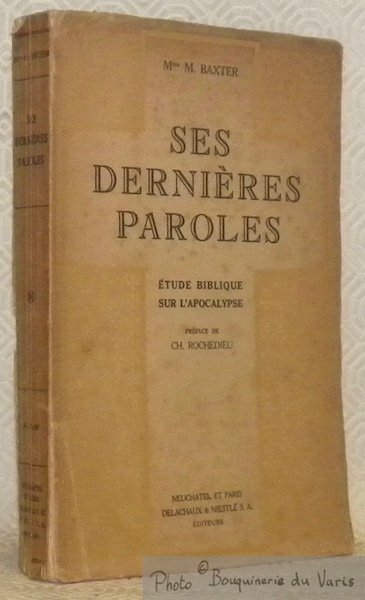 Mme M. BAXTER
SES
DERNIÈRES
PAROLES
ÉTUDE BIBLIQUE
SUR L'APOCALYPSE
PRÉFACE DE
CH. ROCHEDIEU
NEUCHATEL ET PARIS
DELACHAUX & NIESTLÉ S. A.
ÉDITEURS
SES
DERNIÈRES
PAROLES
Photo © Bouquinerie du Varis